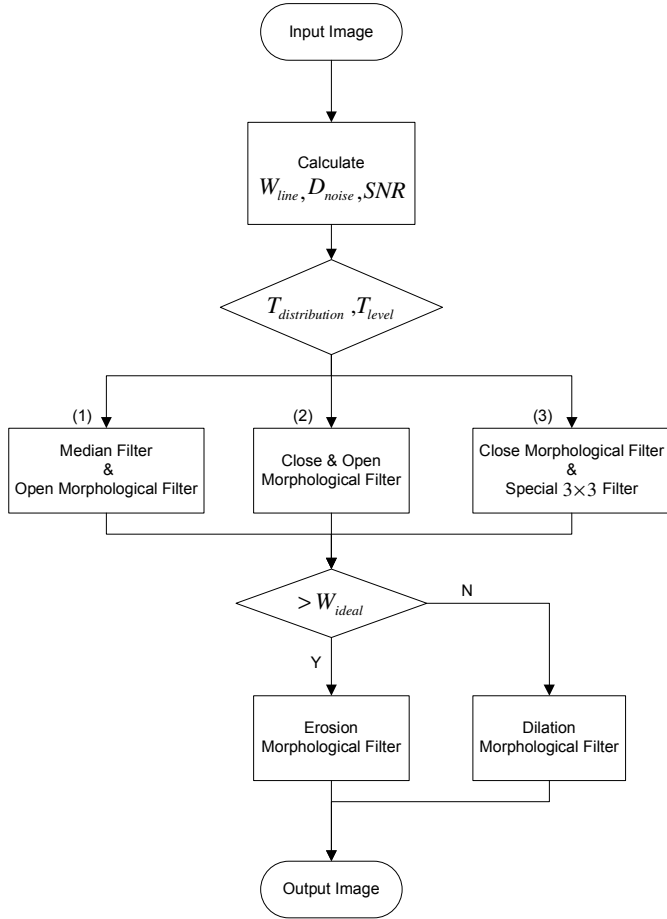 Input Image
Calculate
W_line, D_noise, SNR
T_distribution , T_level
(1)
(2)
(3)
Median Filter
&
Open Morphological Filter
Close & Open
Morphological Filter
Close Morphological Filter
&
Special 3×3 Filter
> W_ideal
N
Y
Erosion
Morphological Filter
Dilation
Morphological Filter
Output Image